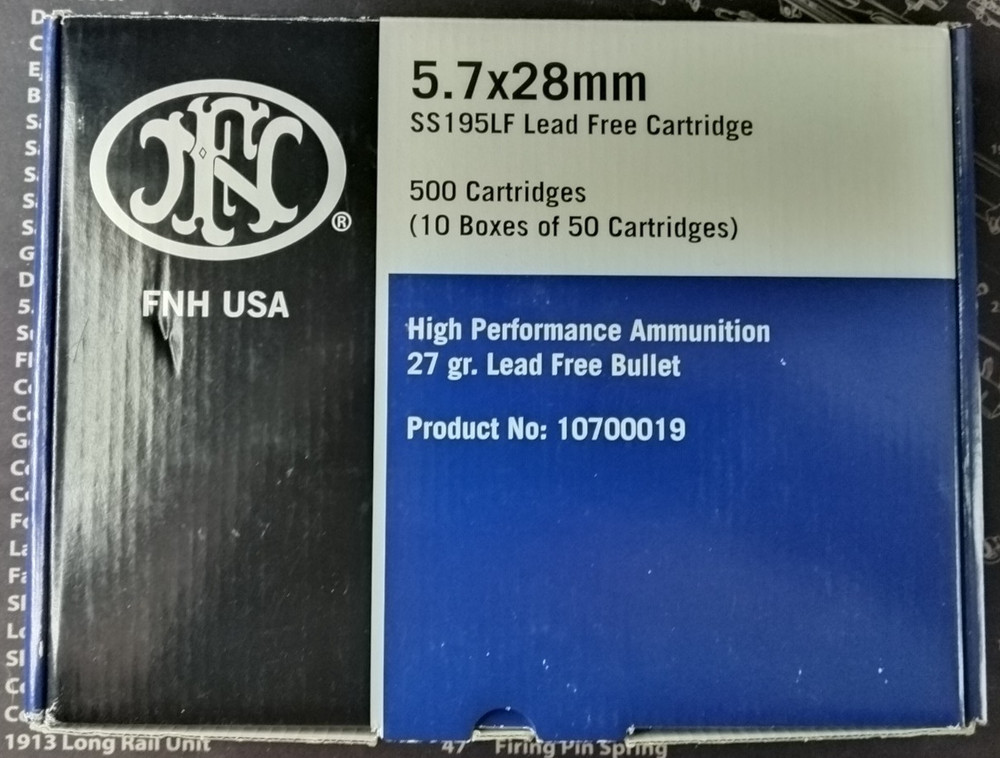 FN
®
FNH USA
5.7x28mm
SS195LF Lead Free Cartridge
500 Cartridges
(10 Boxes of 50 Cartridges)
High Performance Ammunition
27 gr. Lead Free Bullet
Product No: 10700019
1913 Long Rail Unit
47 Firing Pin Spring